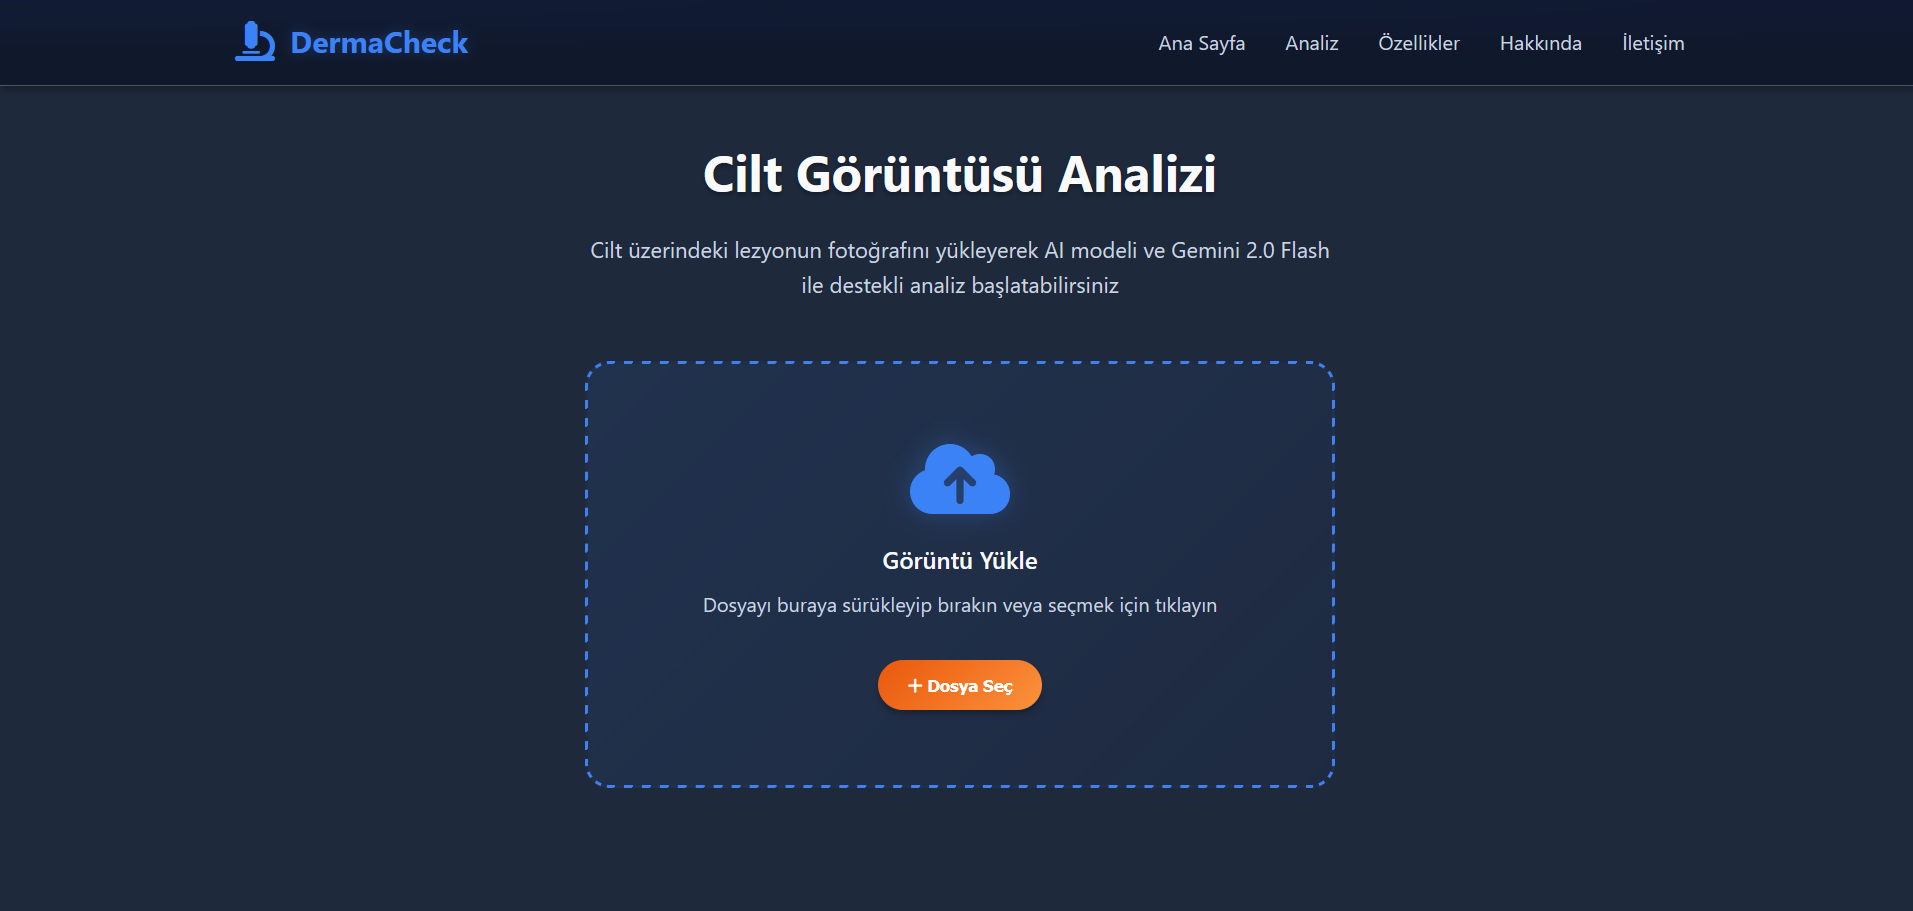 DermaCheck
Ana Sayfa
Analiz
Özellikler
Hakkında
İletişim
Cilt Görüntüsü Analizi
Cilt üzerindeki lezyonun fotoğrafını yükleyerek AI modeli ve Gemini 2.0 Flash
ile destekli analiz başlatabilirsiniz
Görüntü Yükle
Dosyayı buraya sürükleyip bırakın veya seçmek için tıklayın
+ Dosya Seç